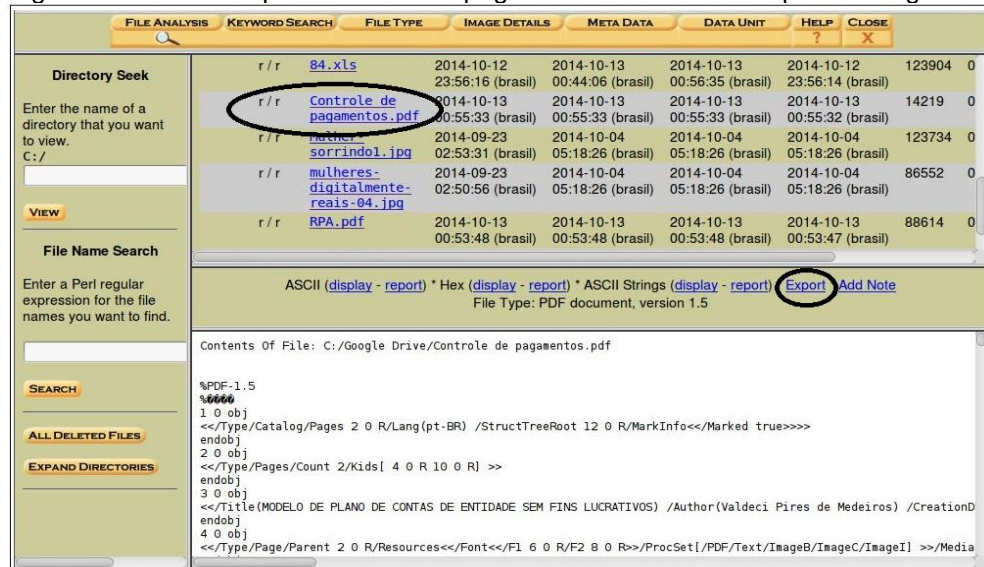 FILE ANALYSIS KEYWORD SEARCH FILE TYPE IMAGE DETAILS META DATA DATA UNIT HELP CLOSE
? X
Directory Seek
Enter the name of a
directory that you want
to view.
C:/
VIEW
File Name Search
Enter a Perl regular
expression for the file
names you want to find.
SEARCH
ALL DELETED FILES
EXPAND DIRECTORIES
r / r 84.xls 2014-10-12 2014-10-13 2014-10-13 2014-10-12 123904 0
23:56:16 (brasil) 00:44:06 (brasil) 00:56:35 (brasil) 23:56:14 (brasil)
r / r Controle de 2014-10-13 2014-10-13 2014-10-13 2014-10-13 14219 0
pagamentos.pdf 00:55:33 (brasil) 00:55:33 (brasil) 00:55:33 (brasil) 00:55:32 (brasil)
r / r 2014-09-23 2014-10-04 2014-10-04 2014-10-04 123734 0
sorrindo1.jpg 02:53:31 (brasil) 05:18:26 (brasil) 05:18:26 (brasil) 05:18:26 (brasil)
r / r mulheres- 2014-09-23 2014-10-04 2014-10-04 2014-10-04 86552 0
digitalmente- 02:50:56 (brasil) 05:18:26 (brasil) 05:18:26 (brasil) 05:18:26 (brasil)
reais-04.jpg
r / r RPA.pdf 2014-10-13 2014-10-13 2014-10-13 2014-10-13 88614 0
00:53:48 (brasil) 00:53:48 (brasil) 00:53:48 (brasil) 00:53:47 (brasil)
ASCII (display - report) * Hex (display - report) * ASCII Strings (display - report) Export Add Note
File Type: PDF document, version 1.5
Contents Of File: C:/Google Drive/Controle de pagamentos.pdf
%PDF-1.5
%����
1 0 obj
<</Type/Catalog/Pages 2 0 R/Lang(pt-BR) /StructTreeRoot 12 0 R/MarkInfo<</Marked true>>>>
endobj
2 0 obj
<</Type/Pages/Count 2/Kids[ 4 0 R 10 0 R] >>
endobj
3 0 obj
<</Title(MODELO DE PLANO DE CONTAS DE ENTIDADE SEM FINS LUCRATIVOS) /Author(Valdeci Pires de Medeiros) /CreationD
endobj
4 0 obj
<</Type/Page/Parent 2 0 R/Resources<</Font<</F1 6 0 R/F2 8 0 R>>/ProcSet[/PDF/Text/ImageB/ImageC/ImageI] >>/Media